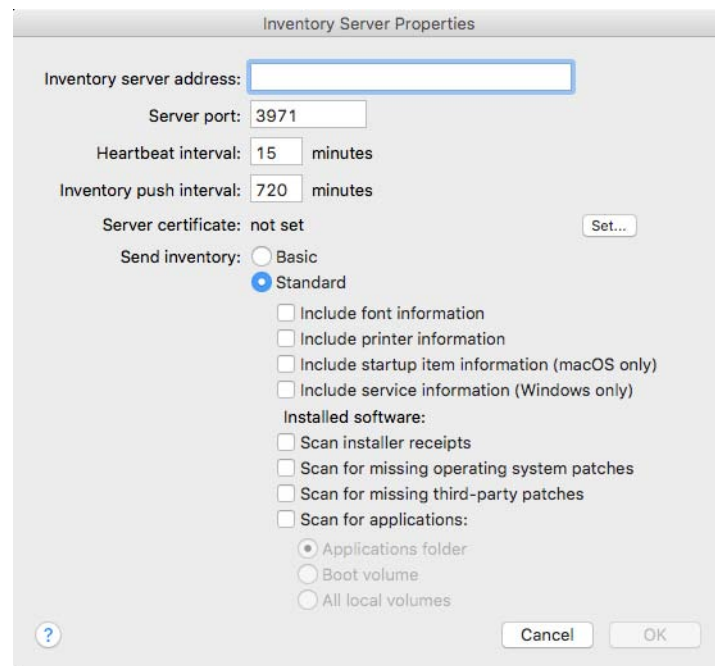 Inventory Server Properties
Inventory server address:
Server port: 3971
Heartbeat interval: 15 minutes
Inventory push interval: 720 minutes
Server certificate: not set Set...
Send inventory: Basic
Standard
Include font information
Include printer information
Include startup item information (macOS only)
Include service information (Windows only)
Installed software:
Scan installer receipts
Scan for missing operating system patches
Scan for missing third-party patches
Scan for applications:
Applications folder
Boot volume
All local volumes
? Cancel OK